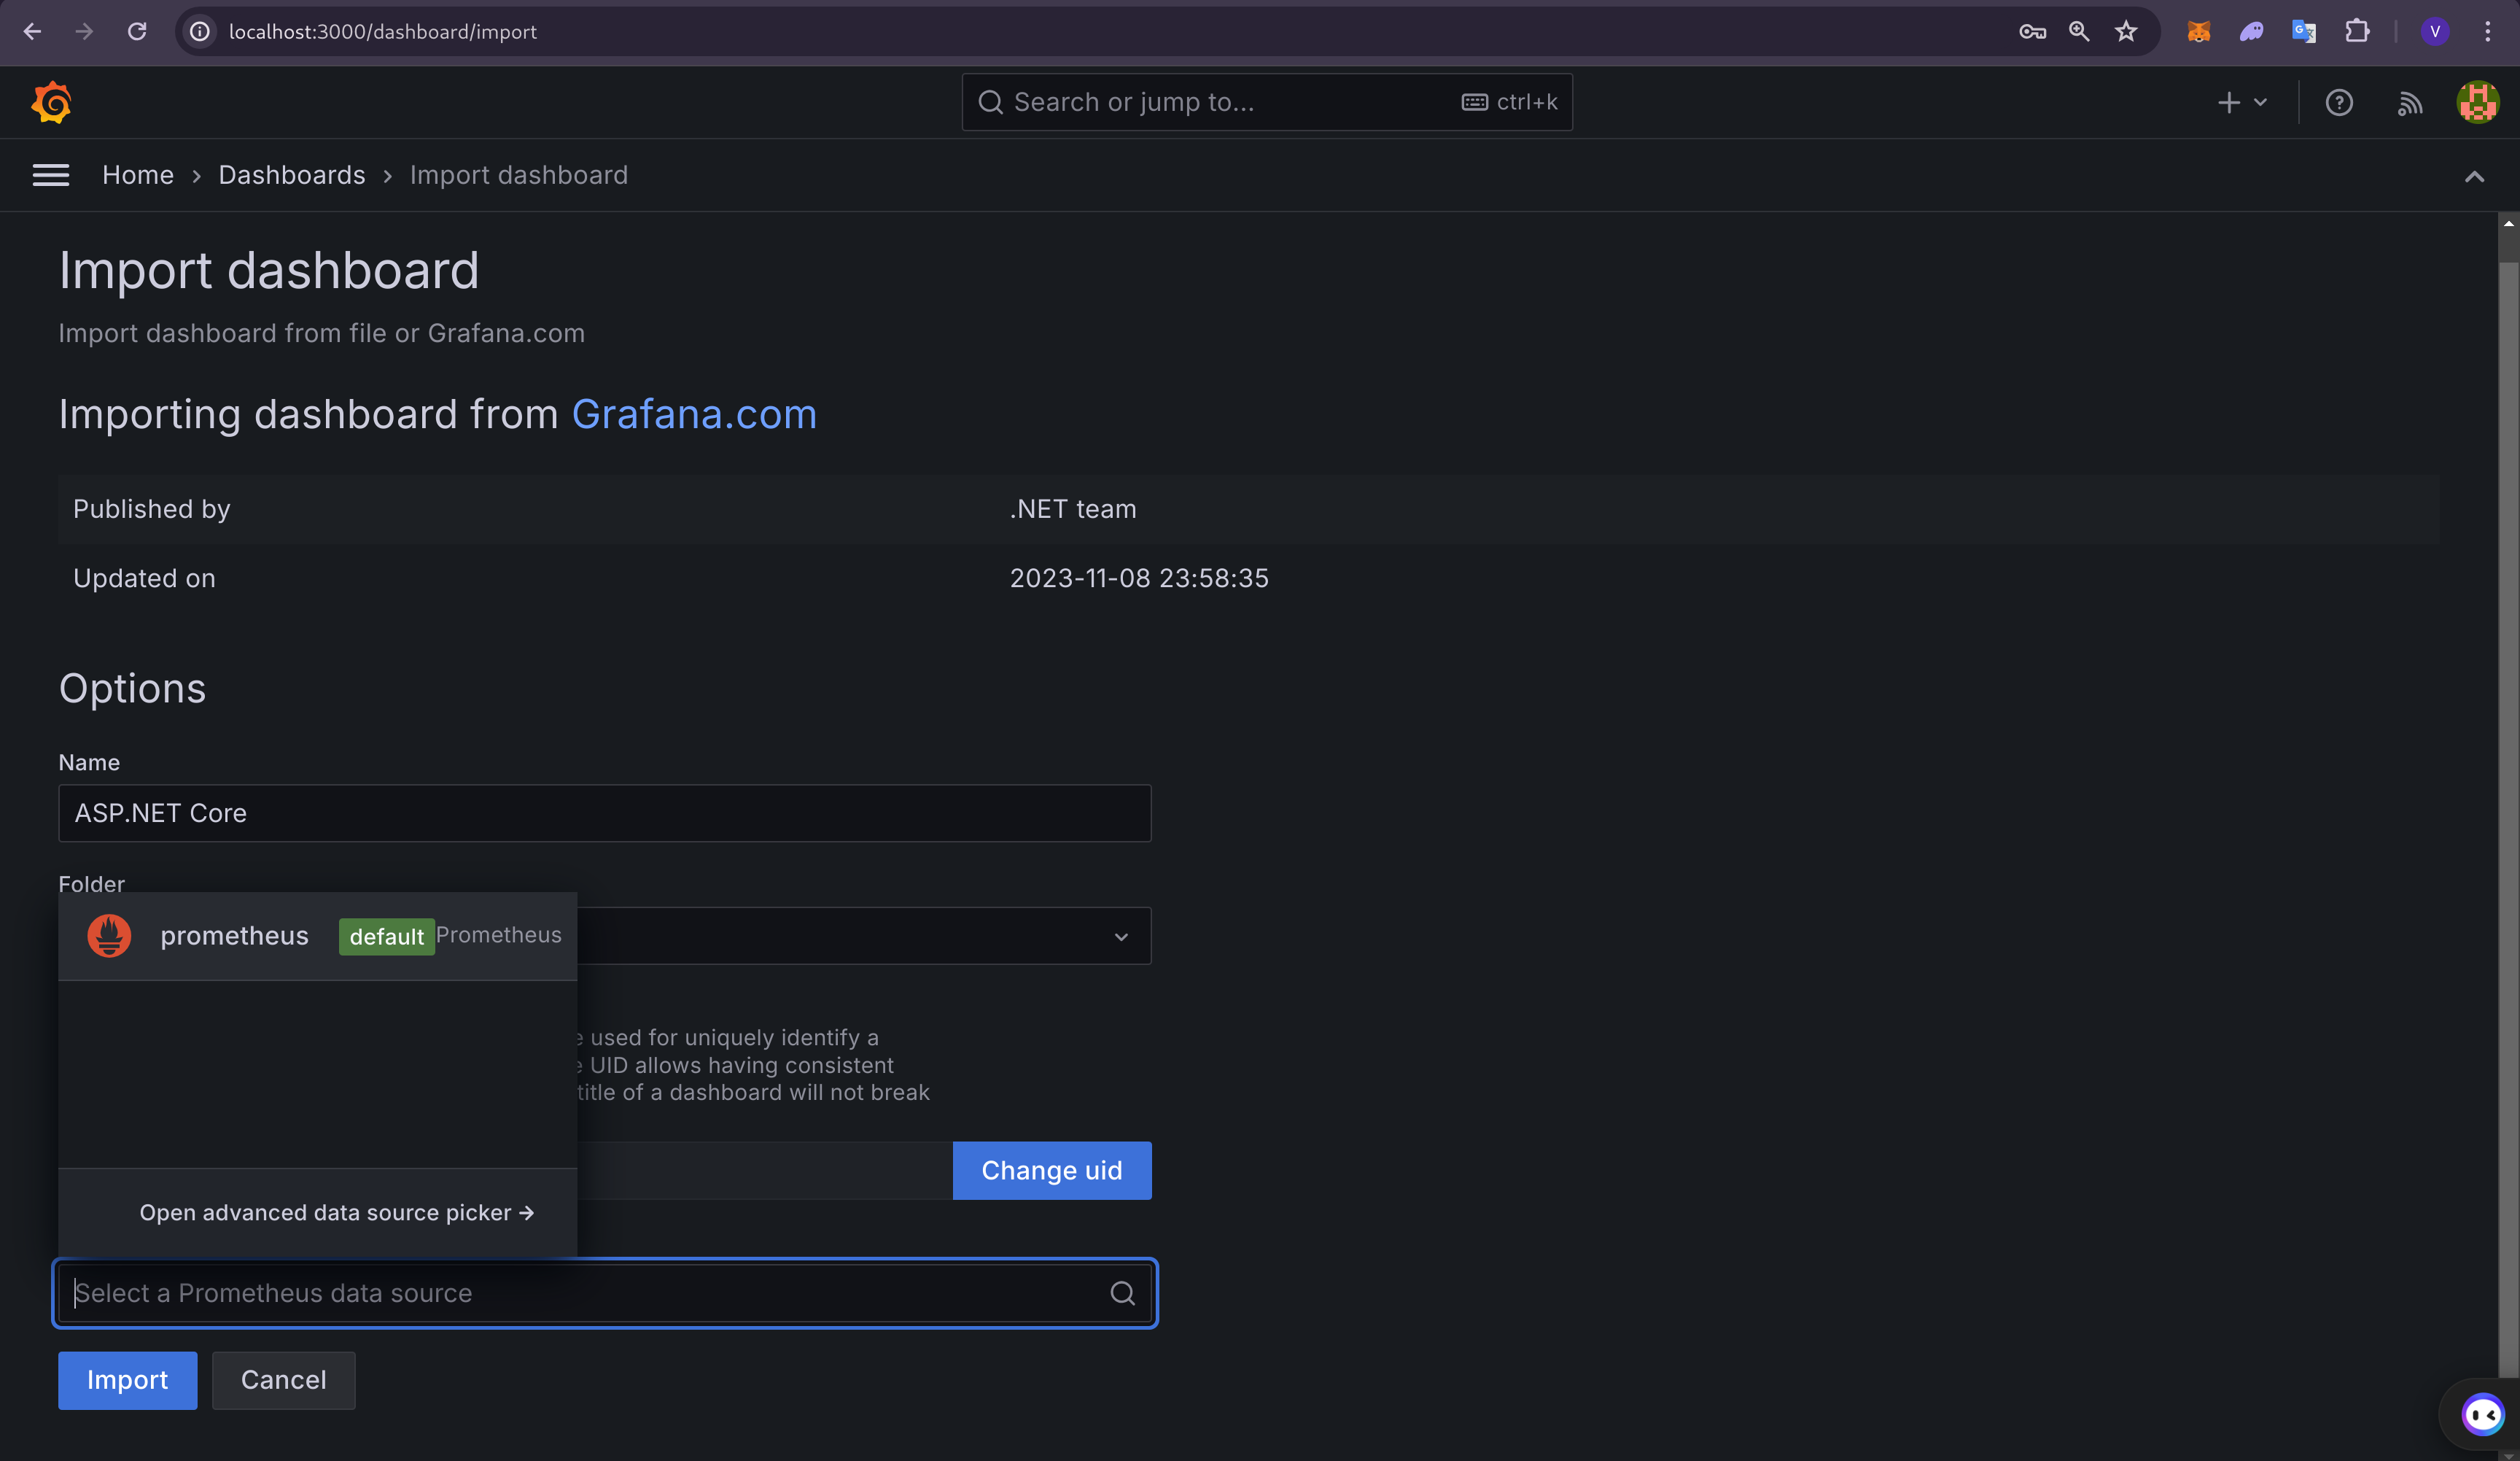 localhost:3000/dashboard/import
V
Search or jump to...
ctrl+k
Home
Dashboards
Import dashboard
Import dashboard
Import dashboard from file or Grafana.com
Importing dashboard from Grafana.com
Published by
.NET team
Updated on
2023-11-08 23:58:35
Options
Name
ASP.NET Core
Folder
prometheus
default
Prometheus
used for uniquely identify a
UID allows having consistent
title of a dashboard will not break
Change uid
Open advanced data source picker →
Select a Prometheus data source
Import
Cancel